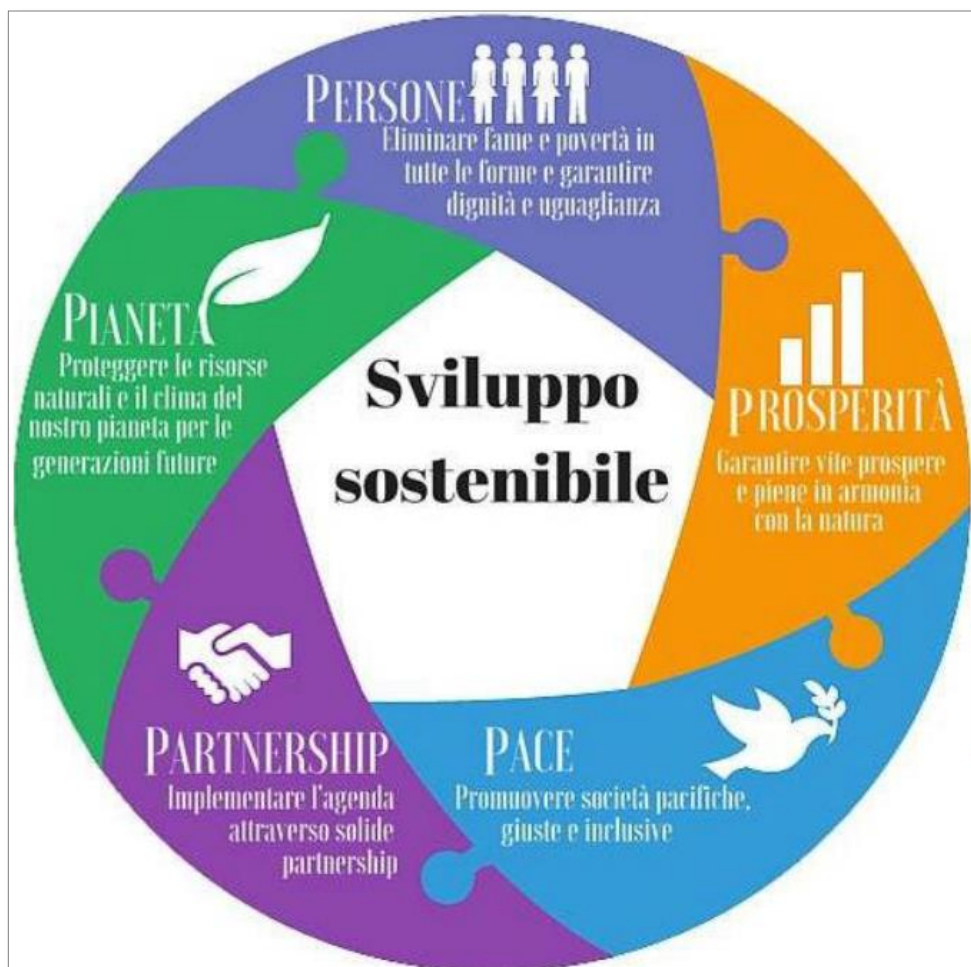 PERSONE
Eliminare fame e povertà in
tutte le forme e garantire
dignità e uguaglianza
PIANETA
Proteggere le risorse
naturali e il clima del
nostro pianeta per le
generazioni future
Sviluppo
sostenibile
PROSPERITÀ
Garantire vite prospere
e piene in armonia
con la natura
PARTNERSHIP
Implementare l'agenda
attraverso solide
partnership
PACE
Promuovere società pacifiche,
giuste e inclusive